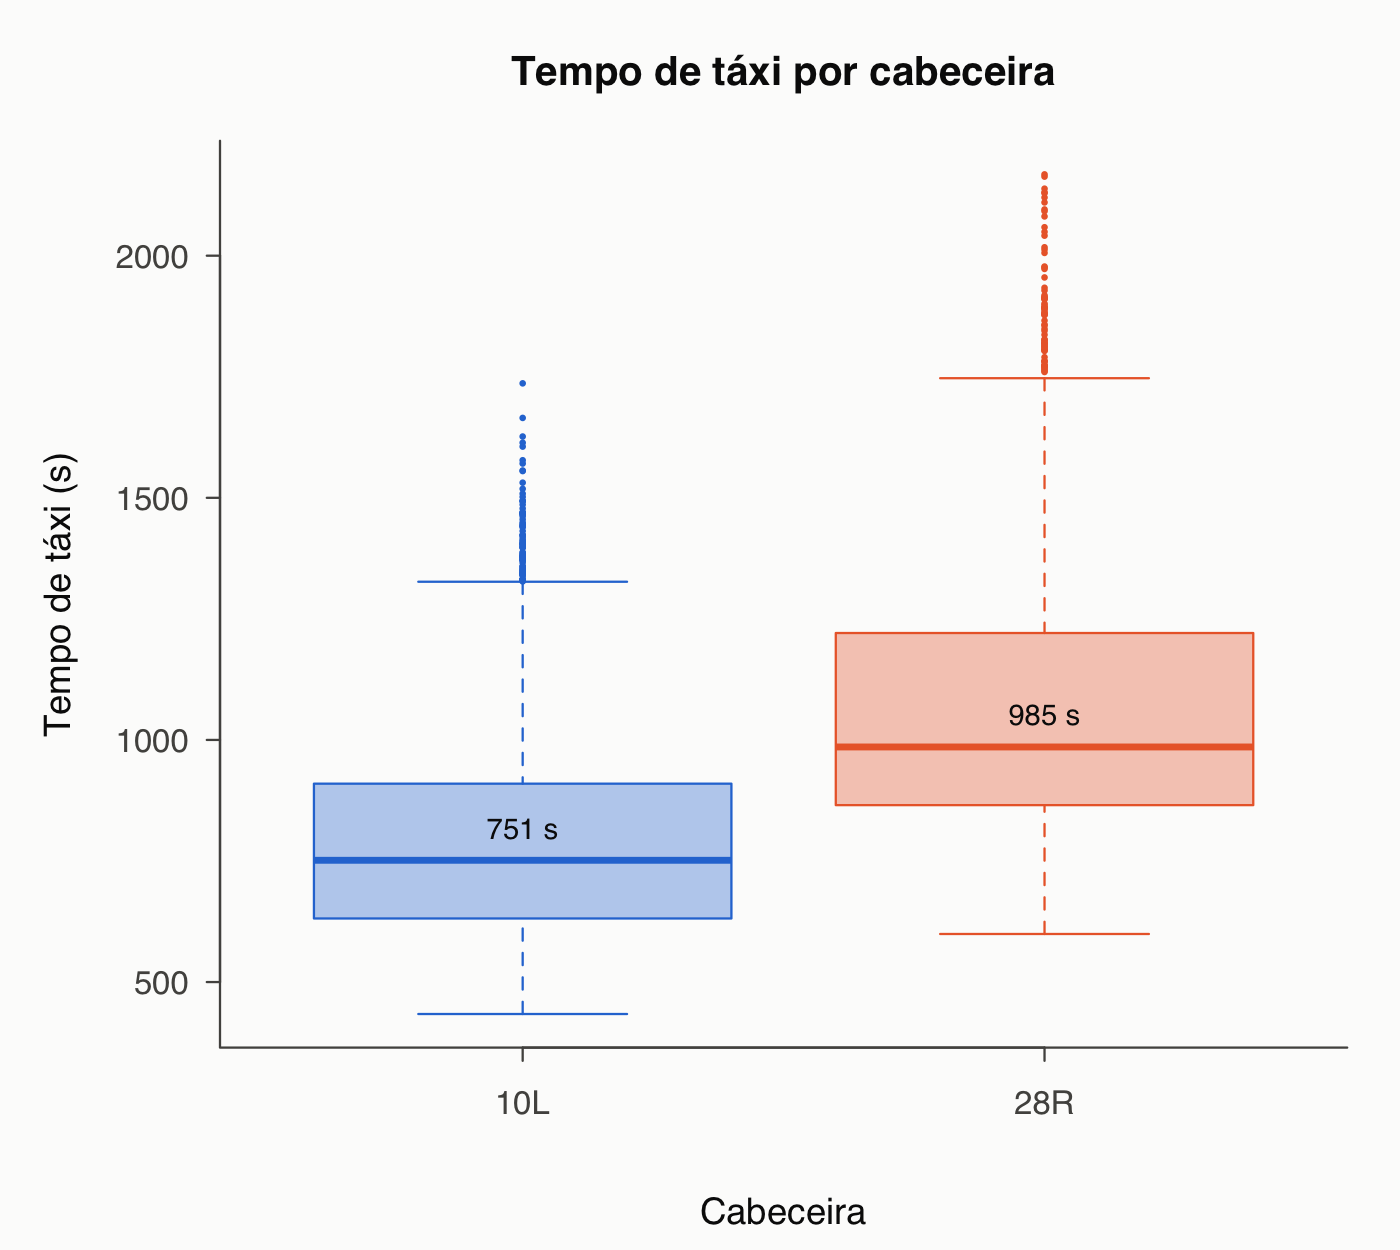 Tempo de táxi por cabeceira
Tempo de táxi (s)
2000
1500
1000
500
985 s
751 s
10L
28R
Cabeceira